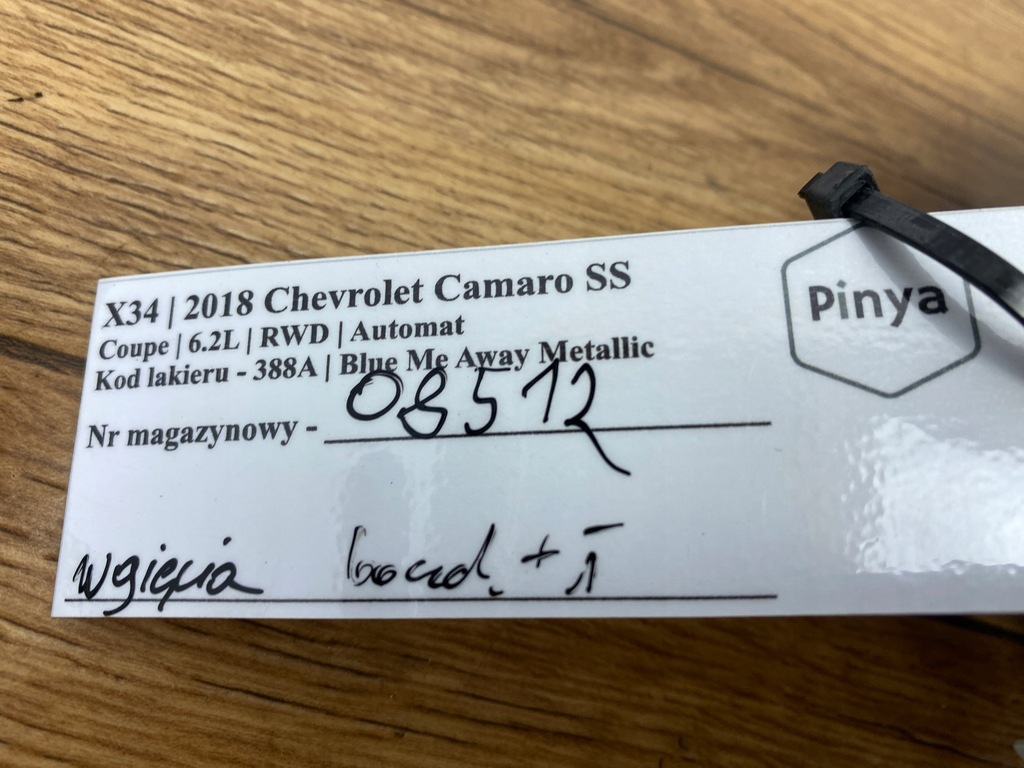 X34 | 2018 Chevrolet Camaro SS
Coupe | 6.2L | RWD | Automat
Kod lakieru - 388A | Blue Me Away Metallic
Nr magazynowy - 08512
wgięcia
Pinya